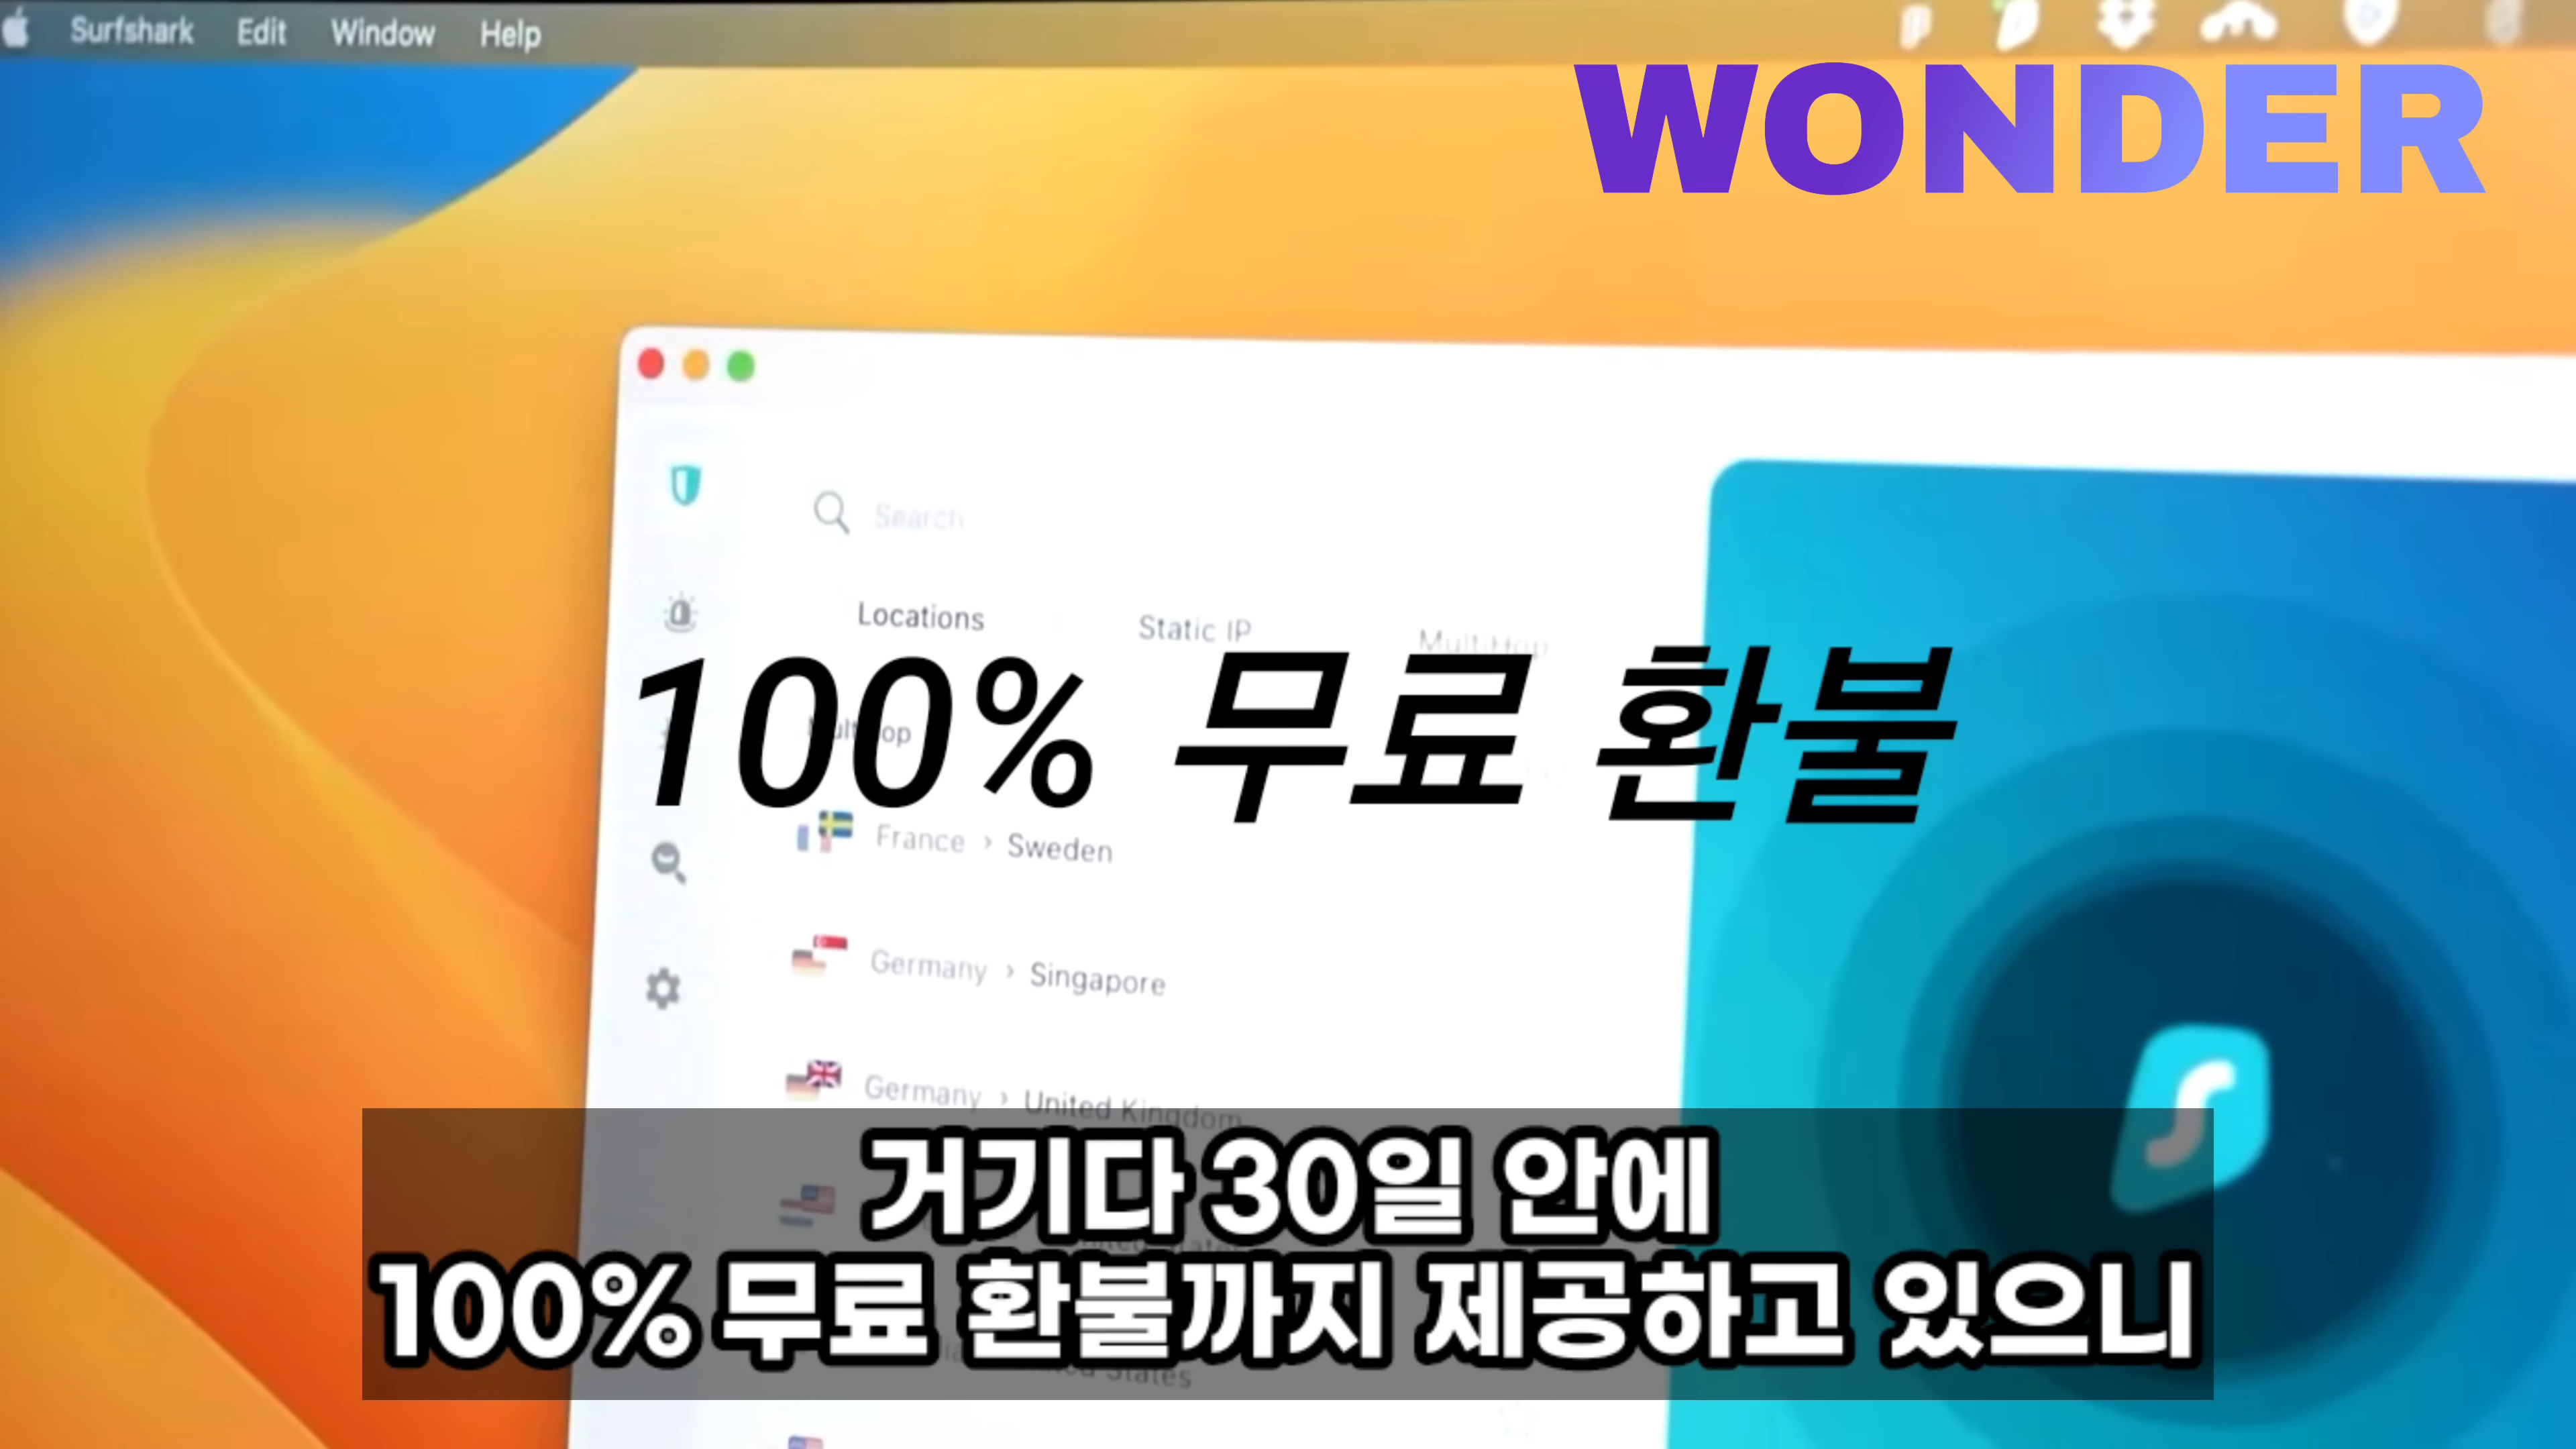 Surfshark Edit Window Help
WONDER
Search
Locations Static IP MultiHop
100% 무료 환불
France › Sweden
Germany › Singapore
Germany › United Kingdom
거기다 30일 안에
100% 무료 환불까지 제공하고 있으니
States